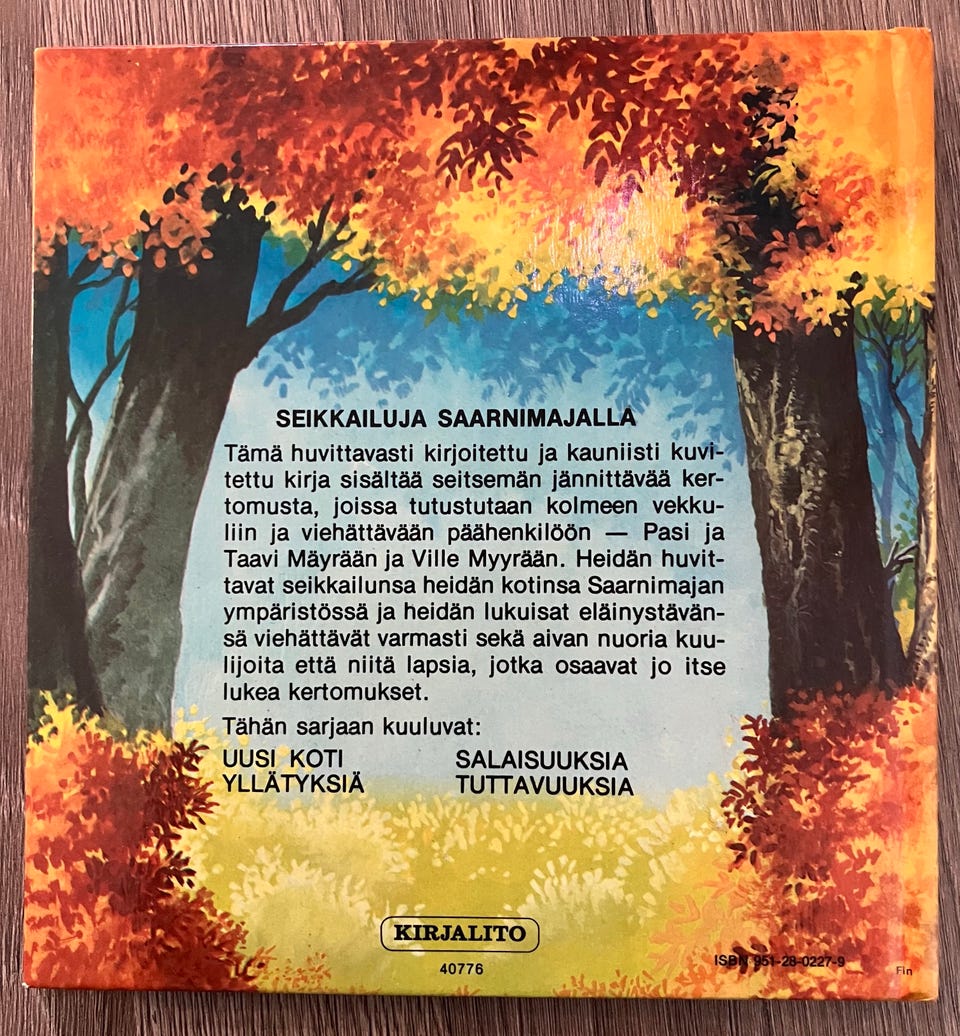 SEIKKAILUJA SAARNIMAJALLA
Tämä huvittavasti kirjoitettu ja kauniisti kuvi-
tettu kirja sisältää seitsemän jännittävää ker-
tomusta, joissa tutustutaan kolmeen vekku-
liin ja viehättävään päähenkilöön — Pasi ja
Taavi Mäyrään ja Ville Myyrään. Heidän huvit-
tavat seikkailunsa heidän kotinsa Saarnimajan
ympäristössä ja heidän lukuisat eläinystävän-
sä viehättävät varmasti sekä aivan nuoria kuu-
lijoita että niitä lapsia, jotka osaavat jo itse
lukea kertomukset.
Tähän sarjaan kuuluvat:
UUSI KOTI SALAISUUKSIA
YLLÄTYKSIÄ TUTTAVUUKSIA
KIRJALITO
40776
ISBN 951-28-0227-9
Fin